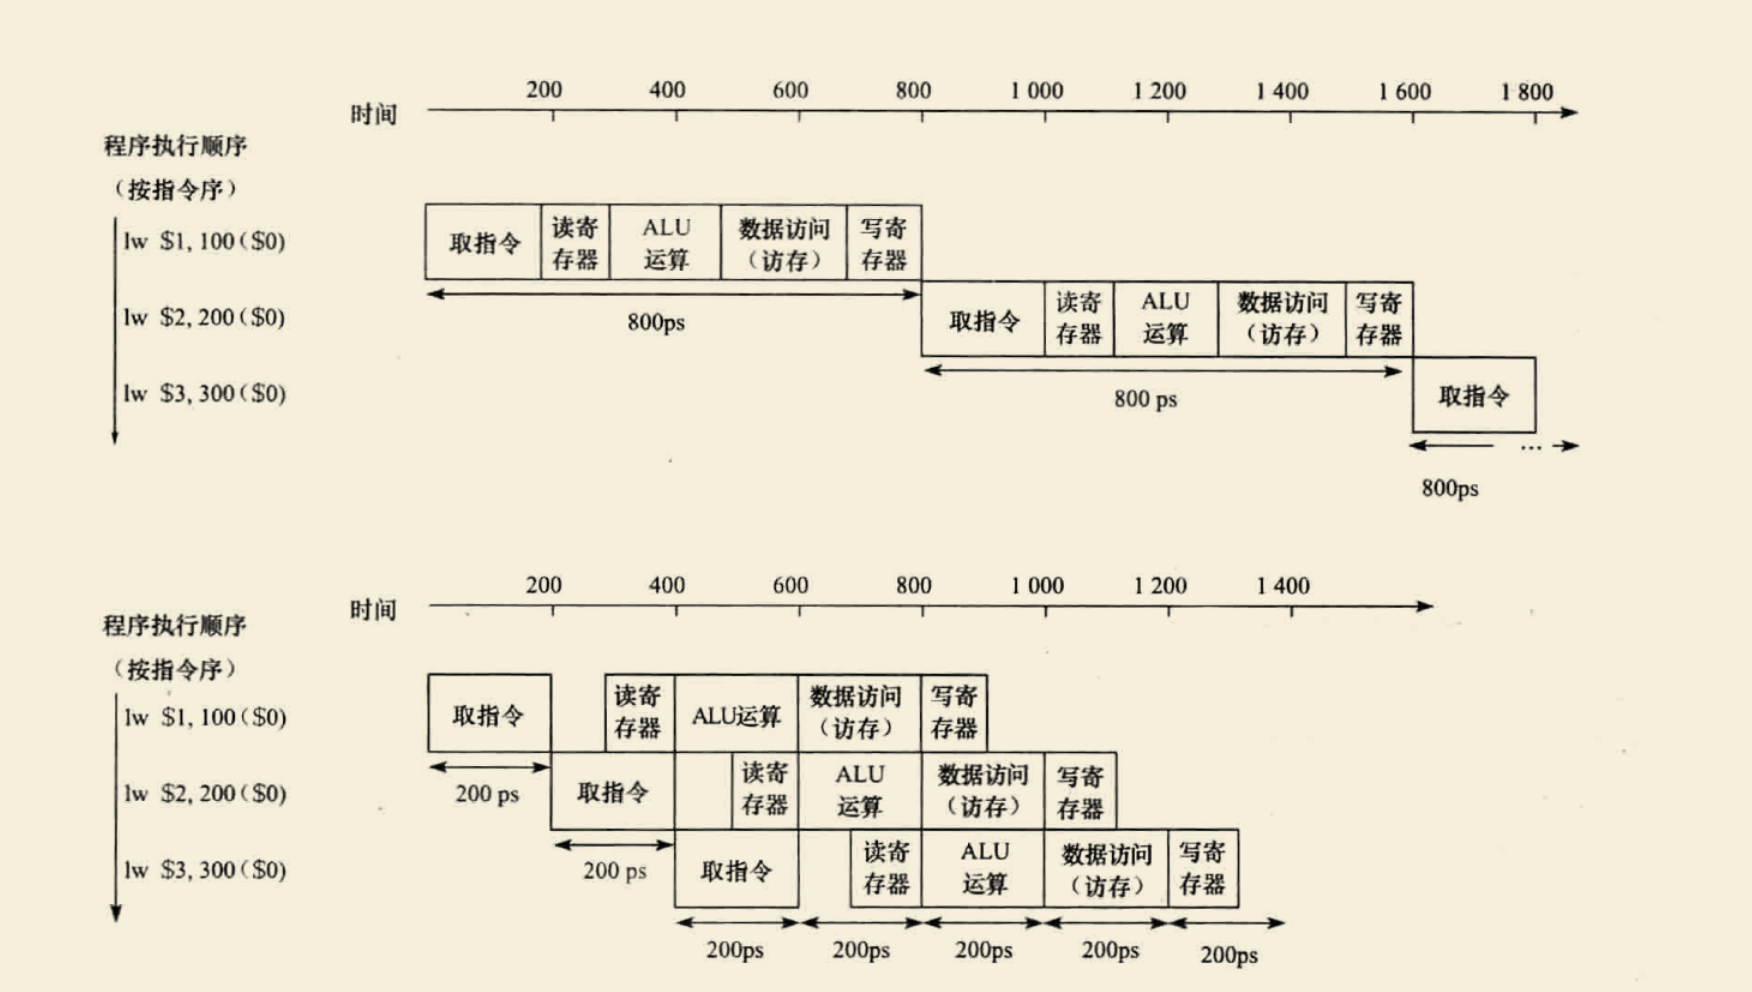 200 400 600 800 1 000 1 200 1 400 1 600 1 800
时间
程序执行顺序
（按指令序）
lw $1, 100($0)
取指令 读寄存器 ALU运算 数据访问（访存） 写寄存器
800ps
lw $2, 200($0)
取指令 读寄存器 ALU运算 数据访问（访存） 写寄存器
800 ps
lw $3, 300($0)
取指令
...
800ps
200 400 600 800 1 000 1 200 1 400
时间
程序执行顺序
（按指令序）
lw $1, 100($0)
取指令 读寄存器 ALU运算 数据访问（访存） 写寄存器
200 ps
lw $2, 200($0)
取指令 读寄存器 ALU运算 数据访问（访存） 写寄存器
200 ps
lw $3, 300($0)
取指令 读寄存器 ALU运算 数据访问（访存） 写寄存器
200ps 200ps 200ps 200ps 200ps